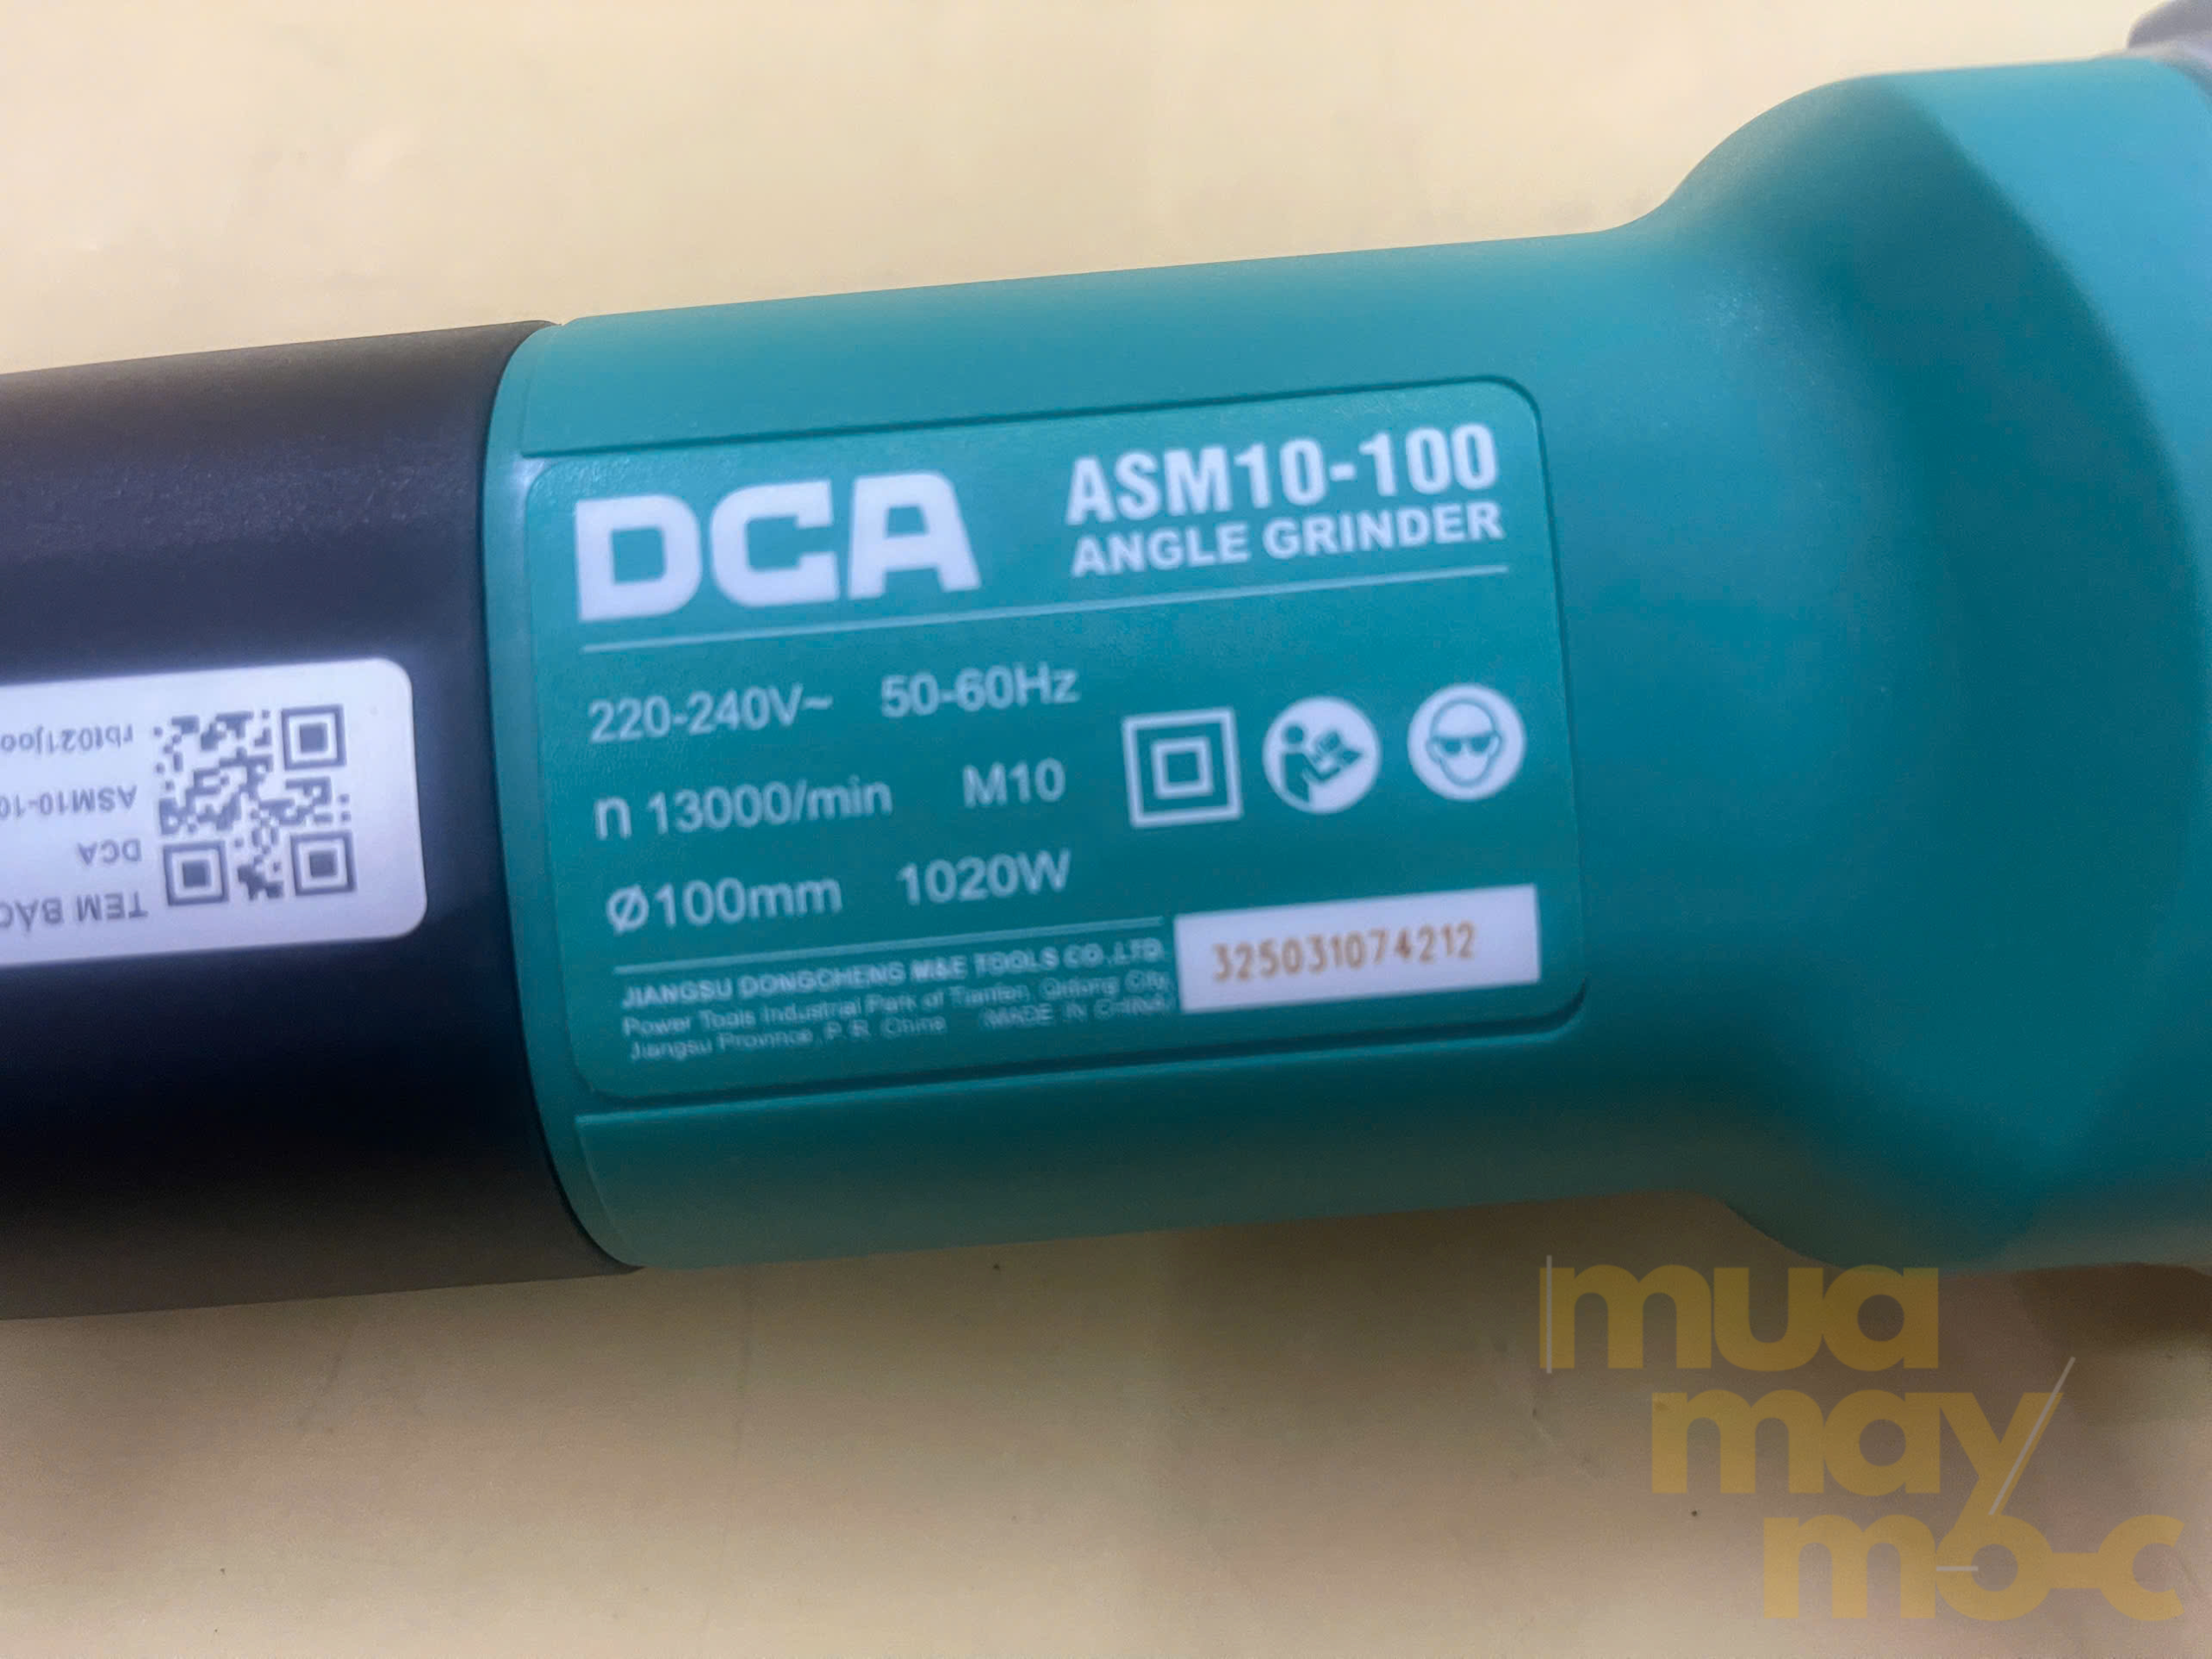 DCA
ASM10-100
ANGLE GRINDER
220-240V~ 50-60Hz
n 13000/min M10
Ø100mm 1020W
JIANGSU DONGCHENG M&E TOOLS CO.,LTD.
Power Tools Industrial Park of Tianfen, Qidong City,
Jiangsu Province, P. R. China (MADE IN CHINA)
325031074212
TEM BẢO
DCA
ASM10-10
rbt021joo
mua
may
mo-c